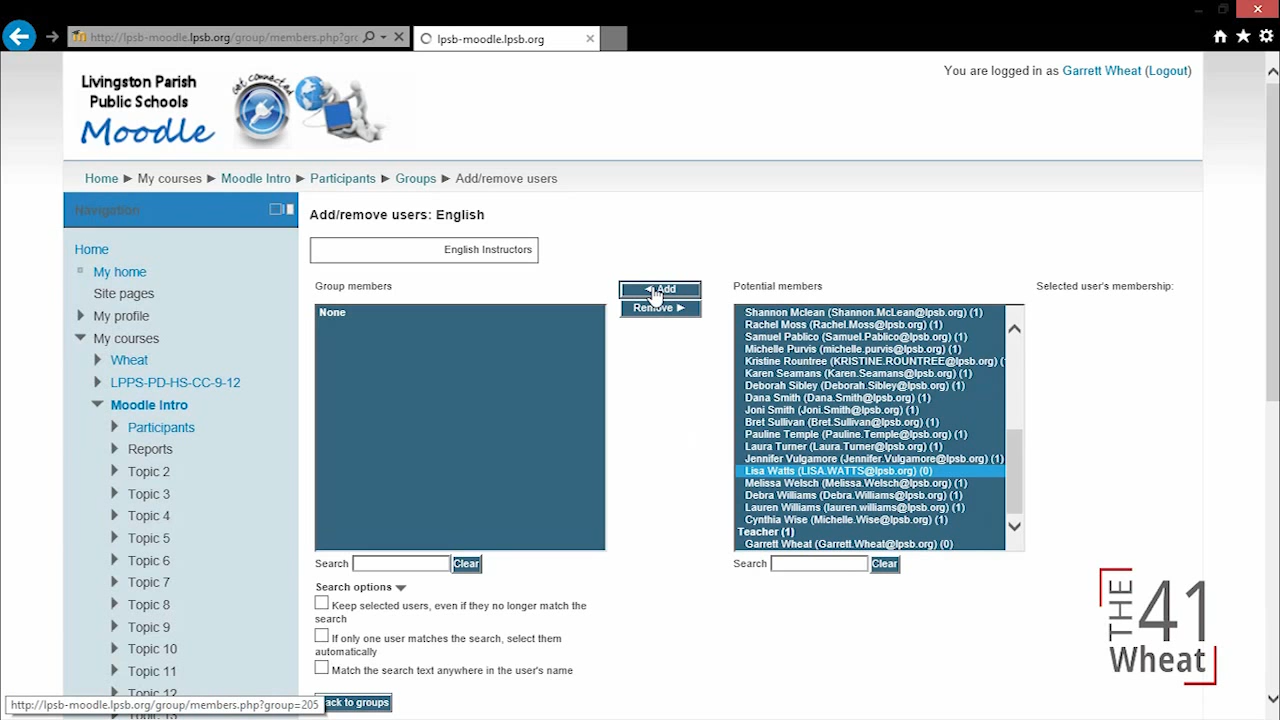 http://lpsb-moodle.lpsb.org/group/members.php?grc
lpsb-moodle.lpsb.org
Livingston Parish
Public Schools
Moodle
Get connected
You are logged in as Garrett Wheat (Logout)
Home ▶ My courses ▶ Moodle Intro ▶ Participants ▶ Groups ▶ Add/remove users
Navigation
Home
My home
Site pages
My profile
My courses
Wheat
LPPS-PD-HS-CC-9-12
Moodle Intro
Participants
Reports
Topic 2
Topic 3
Topic 4
Topic 5
Topic 6
Topic 7
Topic 8
Topic 9
Topic 10
Topic 11
Topic 12
Topic 13
Add/remove users: English
English Instructors
Group members
None
Search
Clear
Search options
Keep selected users, even if they no longer match the
search
If only one user matches the search, select them
automatically
Match the search text anywhere in the user's name
ack to groups
◀ Add
Remove ▶
Potential members
Shannon Mclean (Shannon.McLean@lpsb.org) (1)
Rachel Moss (Rachel.Moss@lpsb.org) (1)
Samuel Pablico (Samuel.Pablico@lpsb.org) (1)
Michelle Purvis (michelle.purvis@lpsb.org) (1)
Kristine Rountree (KRISTINE.ROUNTREE@lpsb.org) (
Karen Seamans (Karen.Seamans@lpsb.org) (1)
Deborah Sibley (Deborah.Sibley@lpsb.org) (1)
Dana Smith (Dana.Smith@lpsb.org) (1)
Joni Smith (Joni.Smith@lpsb.org) (1)
Bret Sullivan (Bret.Sullivan@lpsb.org) (1)
Pauline Temple (Pauline.Temple@lpsb.org) (1)
Laura Turner (Laura.Turner@lpsb.org) (1)
Jennifer Vulgamore (Jennifer.Vulgamore@lpsb.org) (1)
Lisa Watts (LISA.WATTS@lpsb.org) (0)
Melissa Welsch (Melissa.Welsch@lpsb.org) (1)
Debra Williams (Debra.Williams@lpsb.org) (1)
Lauren Williams (lauren.williams@lpsb.org) (1)
Cynthia Wise (Michelle.Wise@lpsb.org) (1)
Teacher (1)
Garrett Wheat (Garrett.Wheat@lpsb.org) (0)
Search
Clear
Selected user's membership:
THE 41
Wheat
http://lpsb-moodle.lpsb.org/group/members.php?group=205